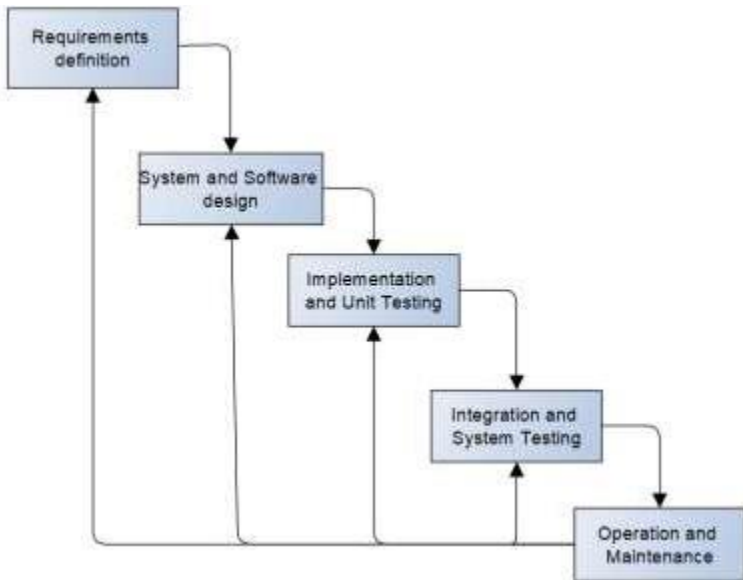 Requirements
definition
System and Software
design
Implementation
and Unit Testing
Integration and
System Testing
Operation and
Maintenance